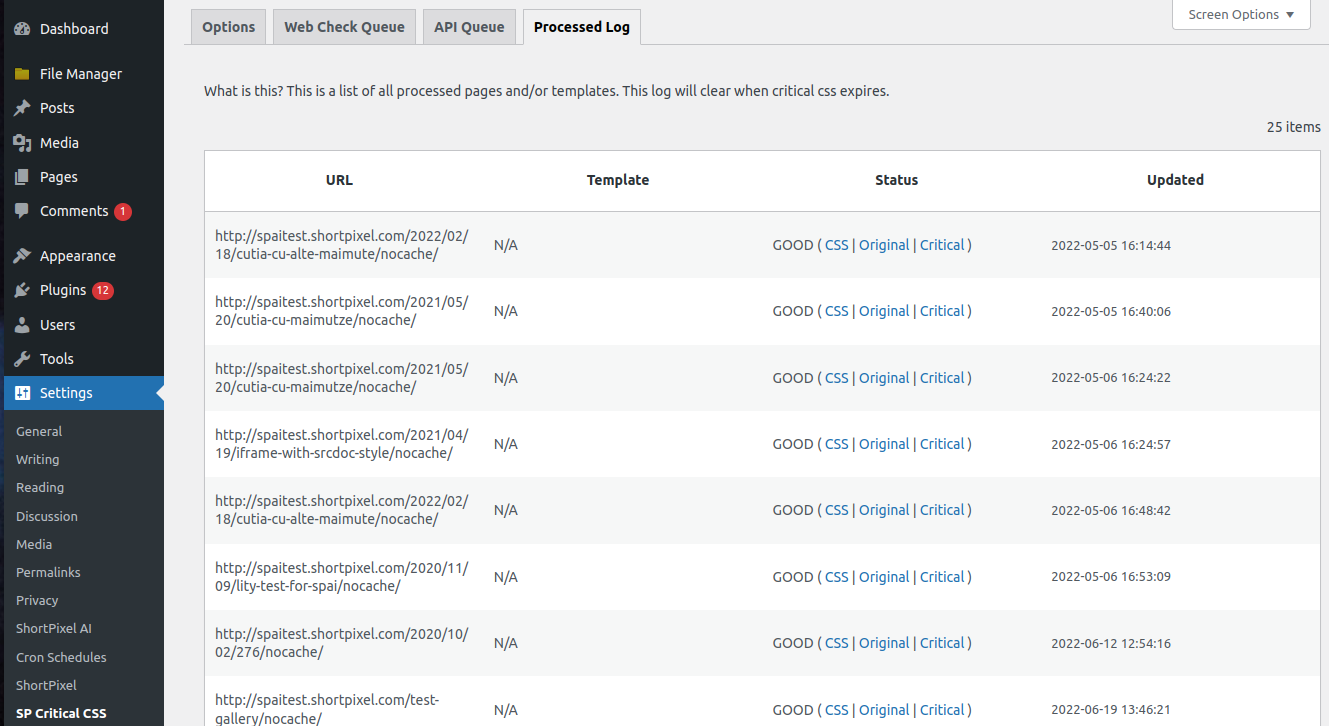 Dashboard
File Manager
Posts
Media
Pages
Comments 1
Appearance
Plugins 12
Users
Tools
Settings
General
Writing
Reading
Discussion
Media
Permalinks
Privacy
ShortPixel AI
Cron Schedules
ShortPixel
SP Critical CSS
Options Web Check Queue API Queue Processed Log
Screen Options ▼
What is this? This is a list of all processed pages and/or templates. This log will clear when critical css expires.
25 items
URL Template Status Updated
http://spaitest.shortpixel.com/2022/02/
18/cutia-cu-alte-maimute/nocache/
N/A GOOD ( CSS | Original | Critical ) 2022-05-05 16:14:44
http://spaitest.shortpixel.com/2021/05/
20/cutia-cu-maimutze/nocache/
N/A GOOD ( CSS | Original | Critical ) 2022-05-05 16:40:06
http://spaitest.shortpixel.com/2021/05/
20/cutia-cu-maimutze/nocache/
N/A GOOD ( CSS | Original | Critical ) 2022-05-06 16:24:22
http://spaitest.shortpixel.com/2021/04/
19/iframe-with-srcdoc-style/nocache/
N/A GOOD ( CSS | Original | Critical ) 2022-05-06 16:24:57
http://spaitest.shortpixel.com/2022/02/
18/cutia-cu-alte-maimute/nocache/
N/A GOOD ( CSS | Original | Critical ) 2022-05-06 16:48:42
http://spaitest.shortpixel.com/2020/11/
09/lity-test-for-spai/nocache/
N/A GOOD ( CSS | Original | Critical ) 2022-05-06 16:53:09
http://spaitest.shortpixel.com/2020/10/
02/276/nocache/
N/A GOOD ( CSS | Original | Critical ) 2022-06-12 12:54:16
http://spaitest.shortpixel.com/test-
gallery/nocache/
N/A GOOD ( CSS | Original | Critical ) 2022-06-19 13:46:21